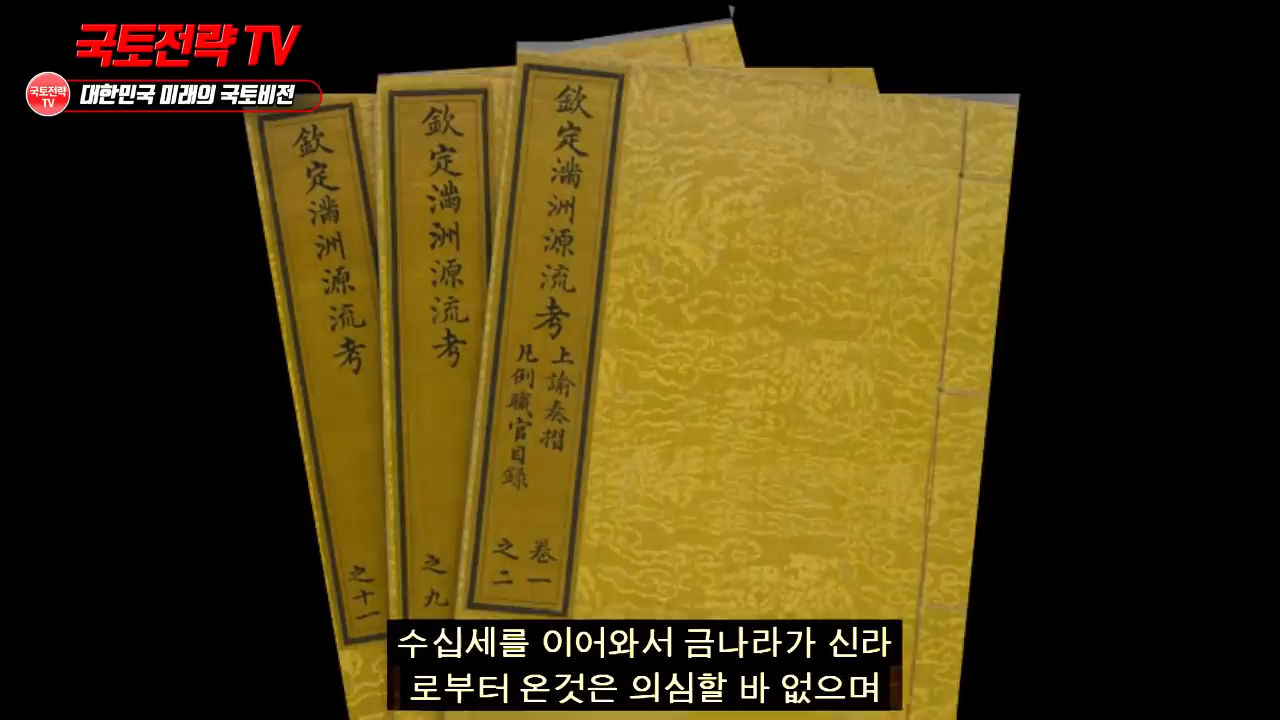 국토전략 TV
국토전략
TV
대한민국 미래의 국토비전
欽定滿洲源流考
上諭奏摺
凡例職官目録
卷一
之二
欽定滿洲源流考
之九
欽定滿洲源流考
之十一
수십세를 이어와서 금나라가 신라
로부터 온것은 의심할 바 없으며